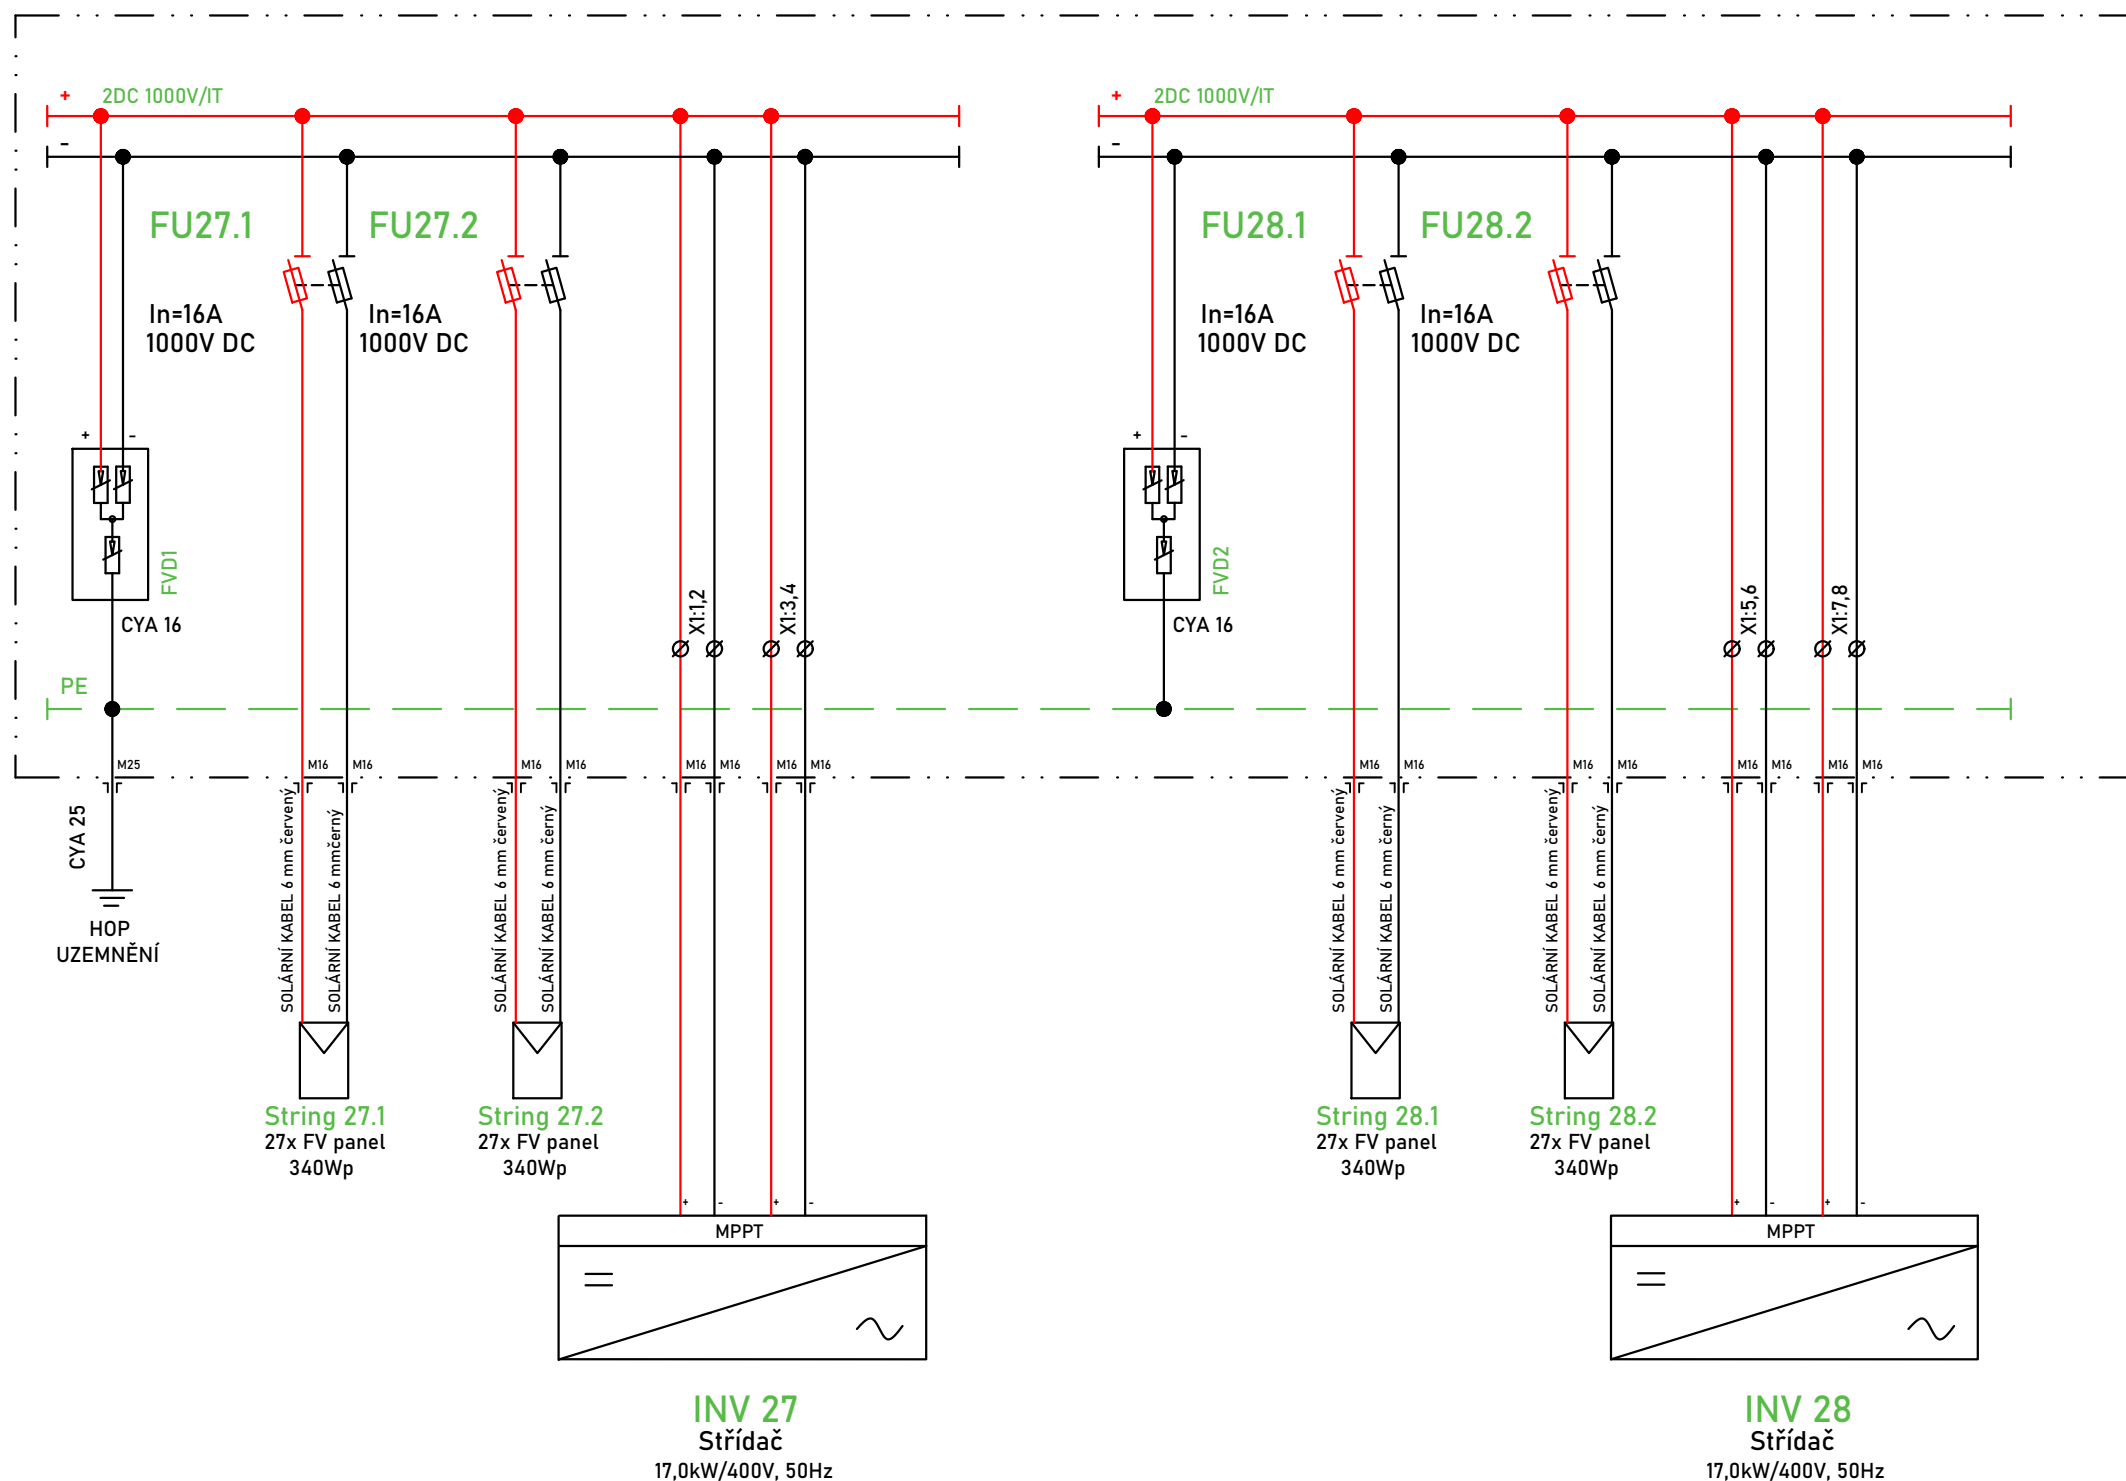 + 2DC 1000V/IT
-
FU27.1
FU27.2
In=16A
1000V DC
In=16A
1000V DC
+ -
FVD1
CYA 16
X1:1,2
X1:3,4
PE
M25
M16 M16
M16 M16
M16 M16
M16 M16
CYA 25
HOP
UZEMNĚNÍ
SOLÁRNÍ KABEL 6 mm červený
SOLÁRNÍ KABEL 6 mmčerný
SOLÁRNÍ KABEL 6 mm červený
SOLÁRNÍ KABEL 6 mm černý
String 27.1
27x FV panel
340Wp
String 27.2
27x FV panel
340Wp
+ - + -
MPPT
INV 27
Střídač
17,0kW/400V, 50Hz
+ 2DC 1000V/IT
-
FU28.1
FU28.2
In=16A
1000V DC
In=16A
1000V DC
+ -
FVD2
CYA 16
X1:5,6
X1:7,8
M16 M16
M16 M16
M16 M16
M16 M16
SOLÁRNÍ KABEL 6 mm červený
SOLÁRNÍ KABEL 6 mm černý
SOLÁRNÍ KABEL 6 mm červený
SOLÁRNÍ KABEL 6 mm černý
String 28.1
27x FV panel
340Wp
String 28.2
27x FV panel
340Wp
+ - + -
MPPT
INV 28
Střídač
17,0kW/400V, 50Hz